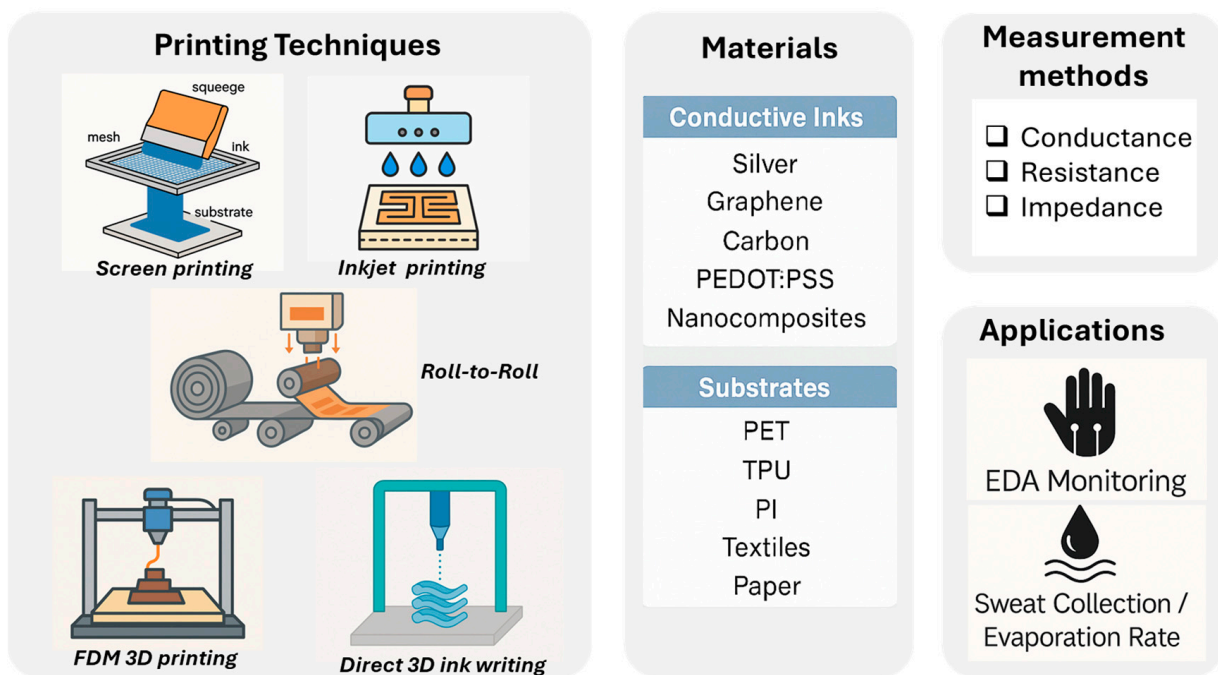 Printing Techniques
squeege
mesh
ink
substrate
Screen printing
Inkjet printing
Roll-to-Roll
FDM 3D printing
Direct 3D ink writing
Materials
Conductive Inks
Silver
Graphene
Carbon
PEDOT:PSS
Nanocomposites
Substrates
PET
TPU
PI
Textiles
Paper
Measurement
methods
Conductance
Resistance
Impedance
Applications
EDA Monitoring
Sweat Collection /
Evaporation Rate